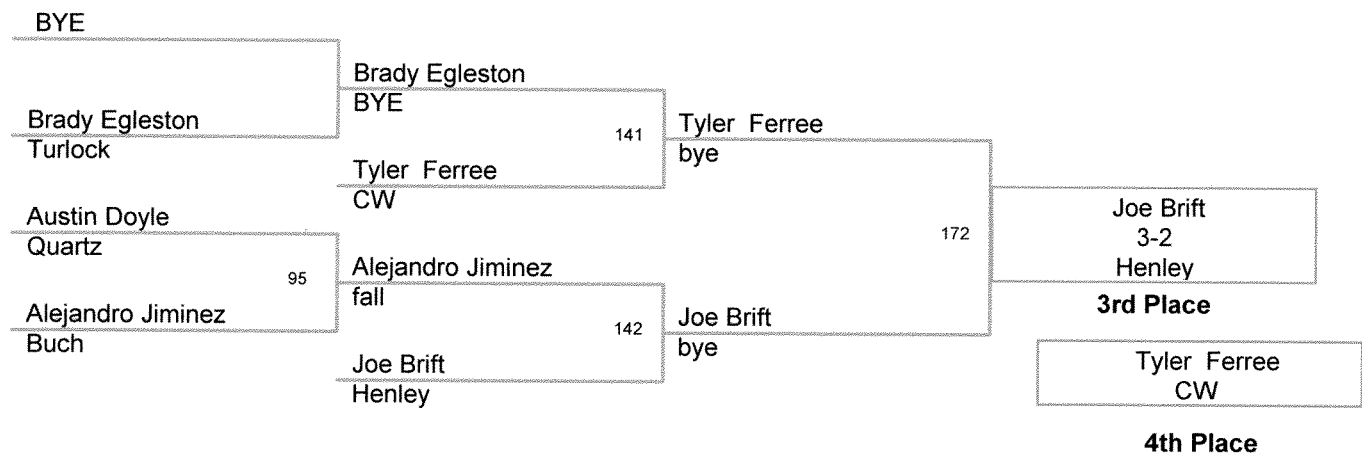 BYE
Brady Egleston
Turlock
Austin Doyle
Quartz
95
Alejandro Jiminez
Buch
Brady Egleston
BYE
141
Tyler Ferree
CW
Alejandro Jiminez
fall
142
Joe Brift
Henley
Tyler Ferree
bye
172
Joe Brift
bye
Joe Brift
3-2
Henley
3rd Place
Tyler Ferree
CW
4th Place